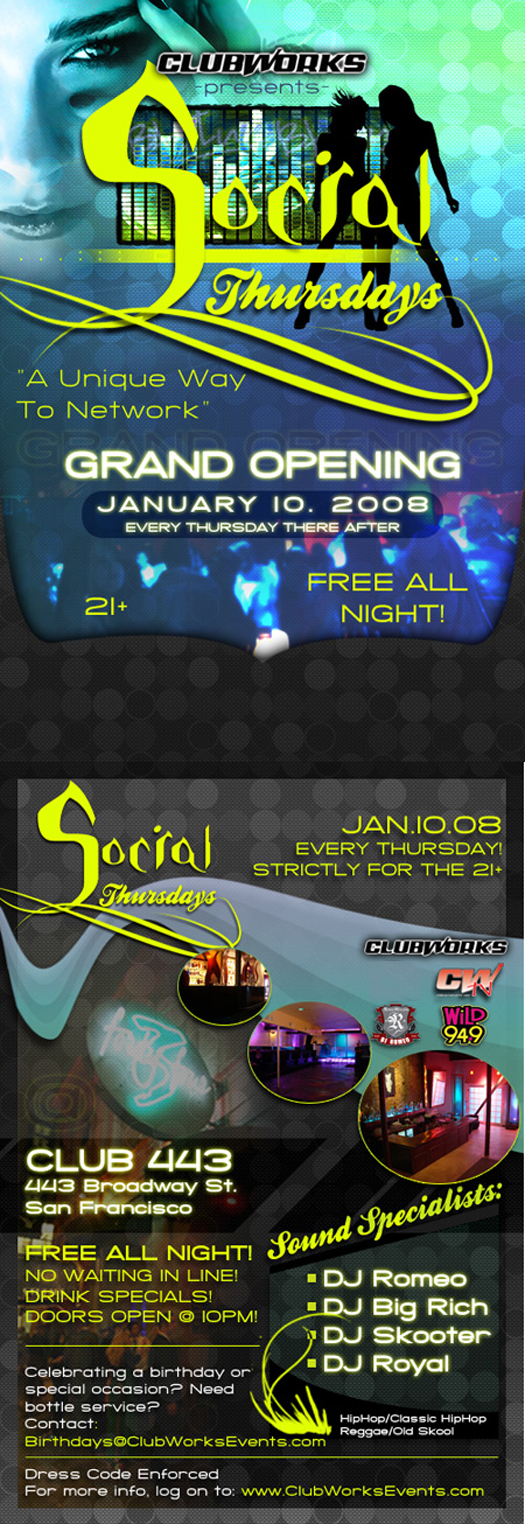 CLUBWORKS
-presents-
Social
Thursdays
"A Unique Way
To Network"
GRAND OPENING
GRAND OPENING
JANUARY 10. 2008
EVERY THURSDAY THERE AFTER
21+
FREE ALL
NIGHT!
Social
Thursdays
JAN.10.08
EVERY THURSDAY!
STRICTLY FOR THE 21+
CLUBWORKS
CW
R
DJ ROMEO
WiLD
94.9
CLUB 443
443 Broadway St.
San Francisco
FREE ALL NIGHT!
NO WAITING IN LINE!
DRINK SPECIALS!
DOORS OPEN @ 10PM!
Sound Specialists:
DJ Romeo
DJ Big Rich
DJ Skooter
DJ Royal
HipHop/Classic HipHop
Reggae/Old Skool
Celebrating a birthday or
special occasion? Need
bottle service?
Contact:
Birthdays@ClubWorksEvents.com
Dress Code Enforced
For more info, log on to: www.ClubWorksEvents.com